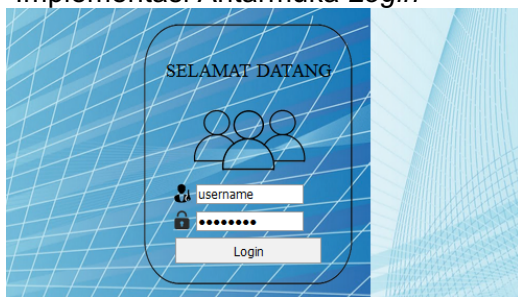 Implementasi Antarmuka Login
SELAMAT DATANG
username
••••••••
Login